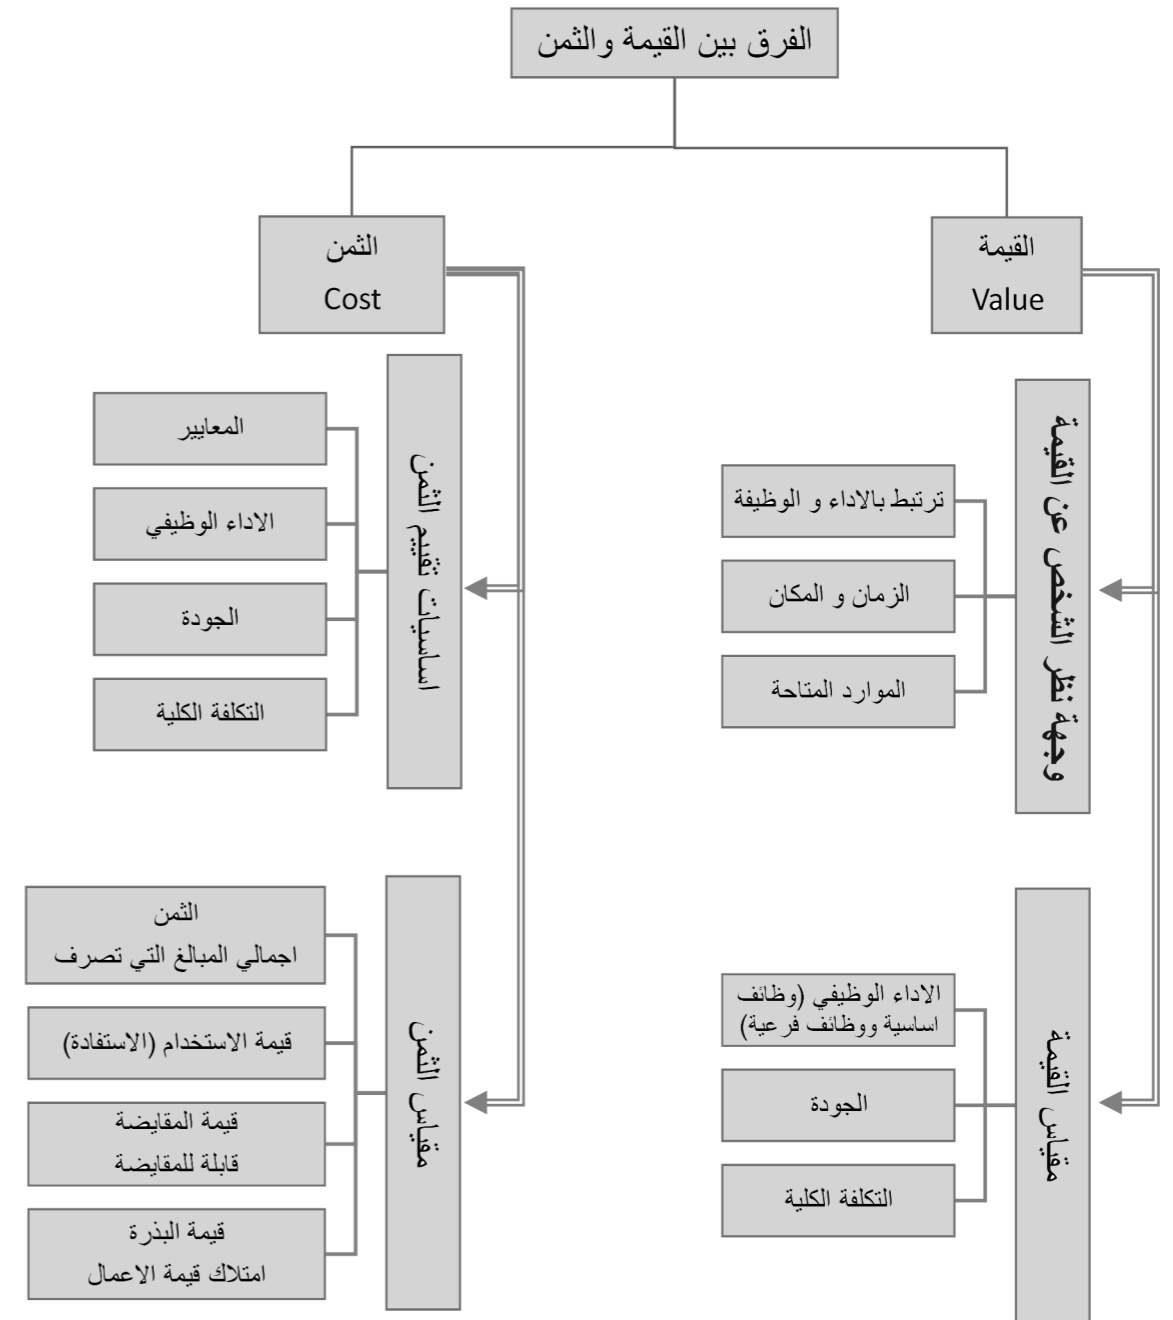 الفرق بين القيمة والثمن
القيمة
Value
وجهة نظر الشخص عن القيمة
ترتبط بالاداء و الوظيفة
الزمان و المكان
الموارد المتاحة
مقياس القيمة
الاداء الوظيفي (وظائف
اساسية ووظائف فرعية)
الجودة
التكلفة الكلية
الثمن
Cost
اساسيات تقييم الثمن
المعايير
الاداء الوظيفي
الجودة
التكلفة الكلية
مقياس الثمن
الثمن
اجمالي المبالغ التي تصرف
قيمة الاستخدام (الاستفادة)
قيمة المقايضة
قابلة للمقايضة
قيمة البذرة
امتلاك قيمة الاعمال